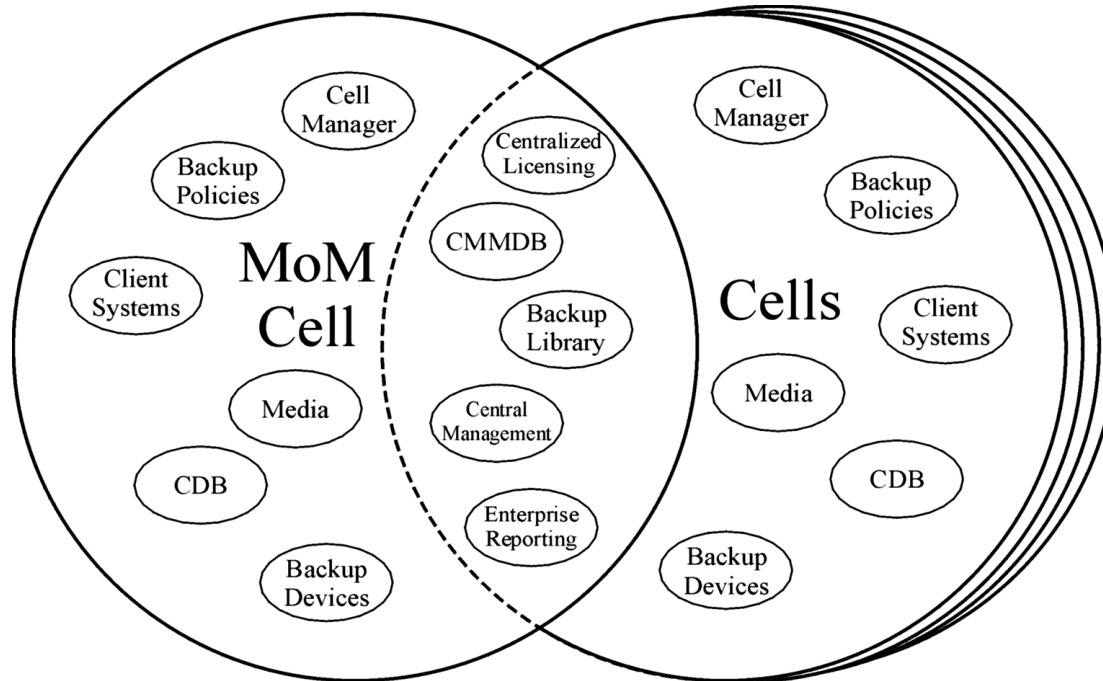 Cell
Manager
Backup
Policies
Client
Systems
MoM
Cell
Media
CDB
Backup
Devices
Centralized
Licensing
CMMDB
Backup
Library
Central
Management
Enterprise
Reporting
Cell
Manager
Backup
Policies
Cells
Client
Systems
Media
CDB
Backup
Devices